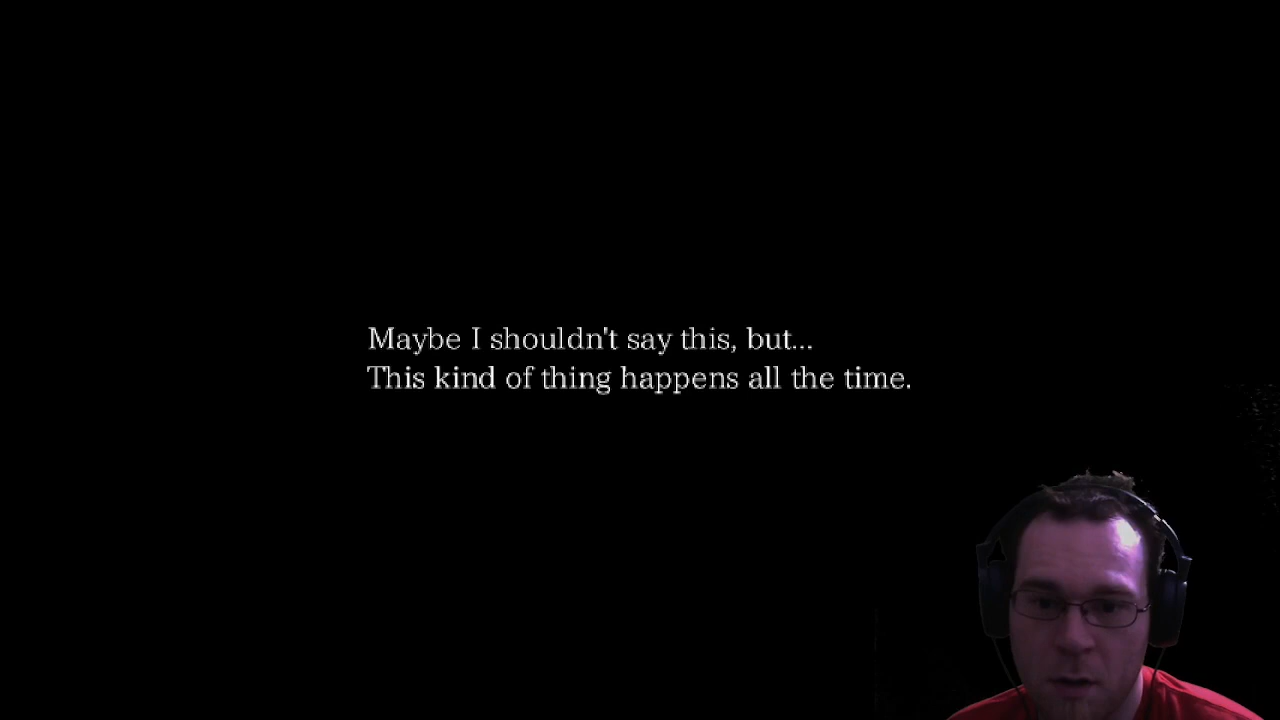 Maybe I shouldn't say this, but...
This kind of thing happens all the time.